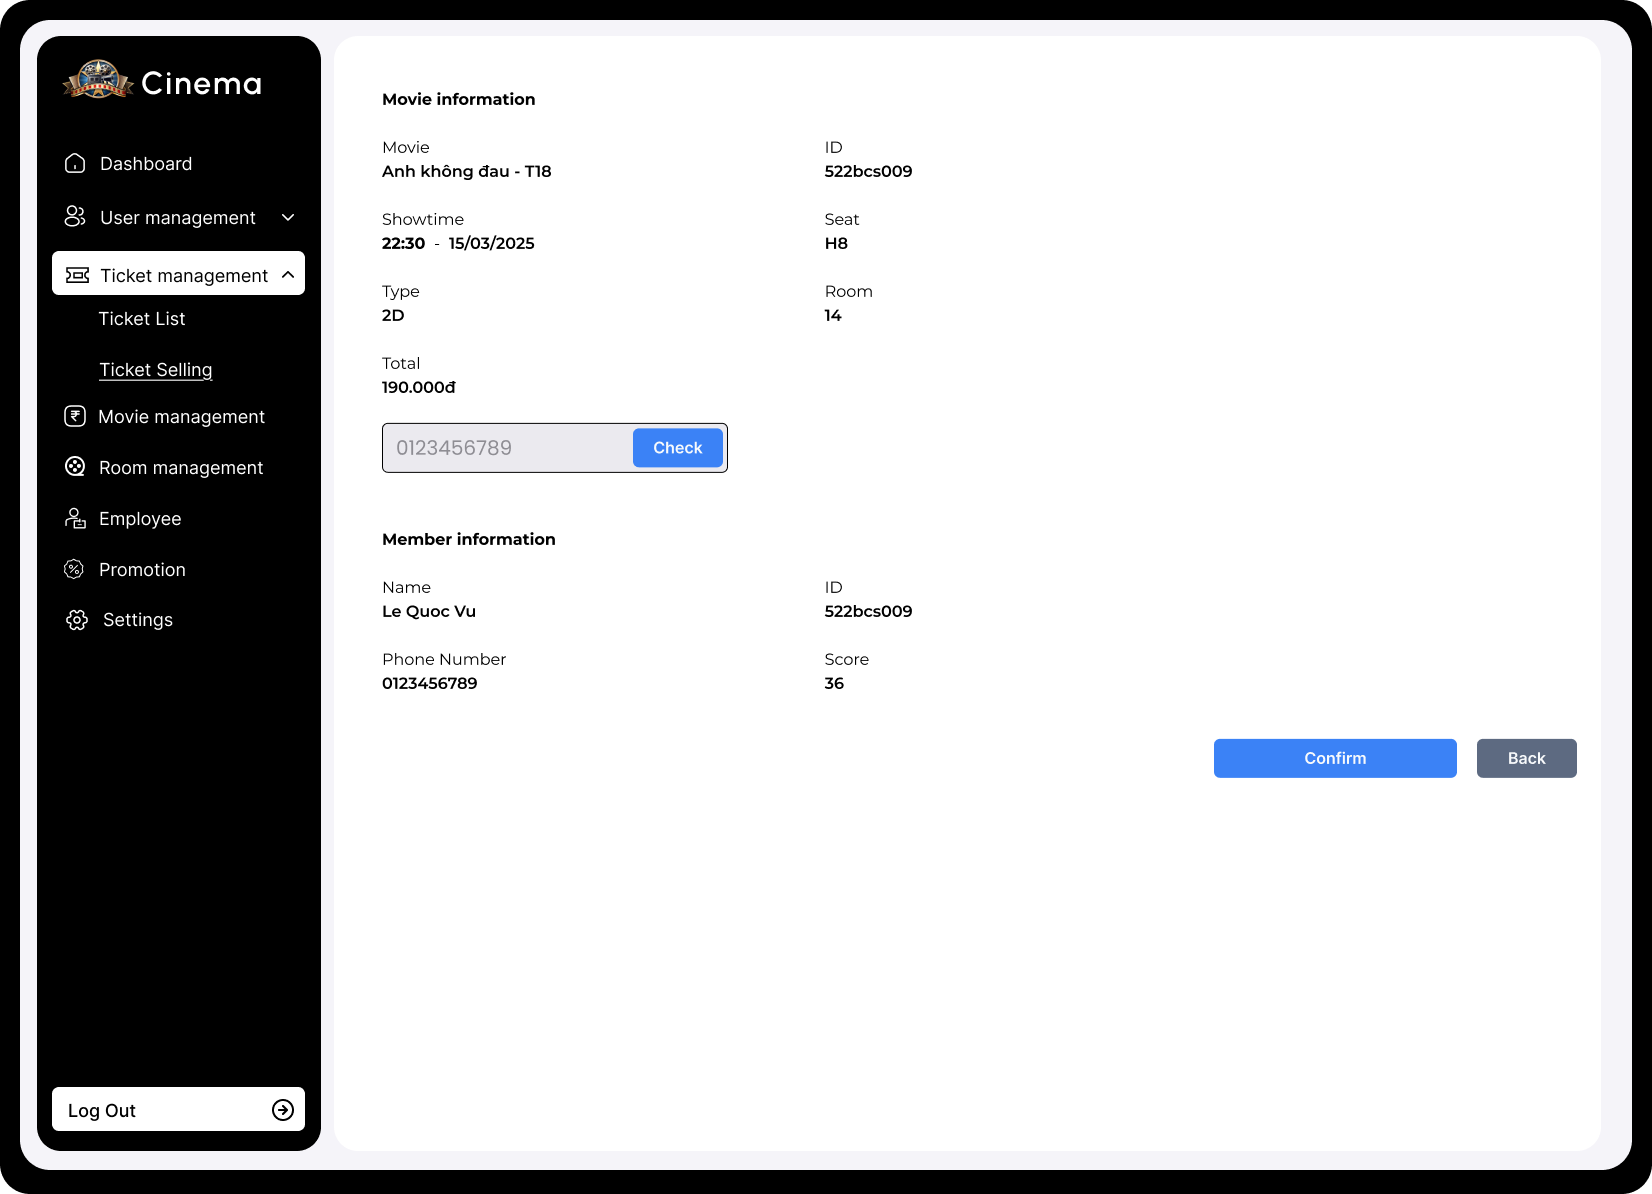 Cinema
Dashboard
User management
Ticket management
Ticket List
Ticket Selling
Movie management
Room management
Employee
Promotion
Settings
Log Out
Movie information
Movie
Anh không đau - T18
ID
522bcs009
Showtime
22:30 - 15/03/2025
Seat
H8
Type
2D
Room
14
Total
190.000đ
0123456789
Check
Member information
Name
Le Quoc Vu
ID
522bcs009
Phone Number
0123456789
Score
36
Confirm
Back